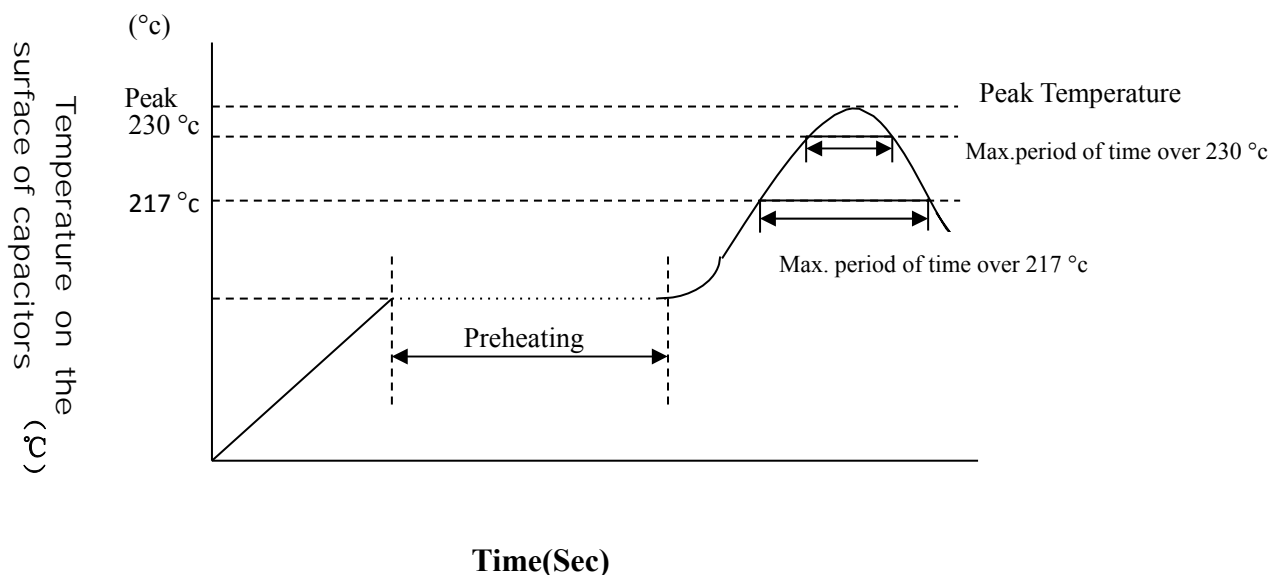 (°c)
Peak
230 °c
217 °c
Temperature on the
surface of capacitors (℃)
Peak Temperature
Max.period of time over 230 °c
Max. period of time over 217 °c
Preheating
Time(Sec)